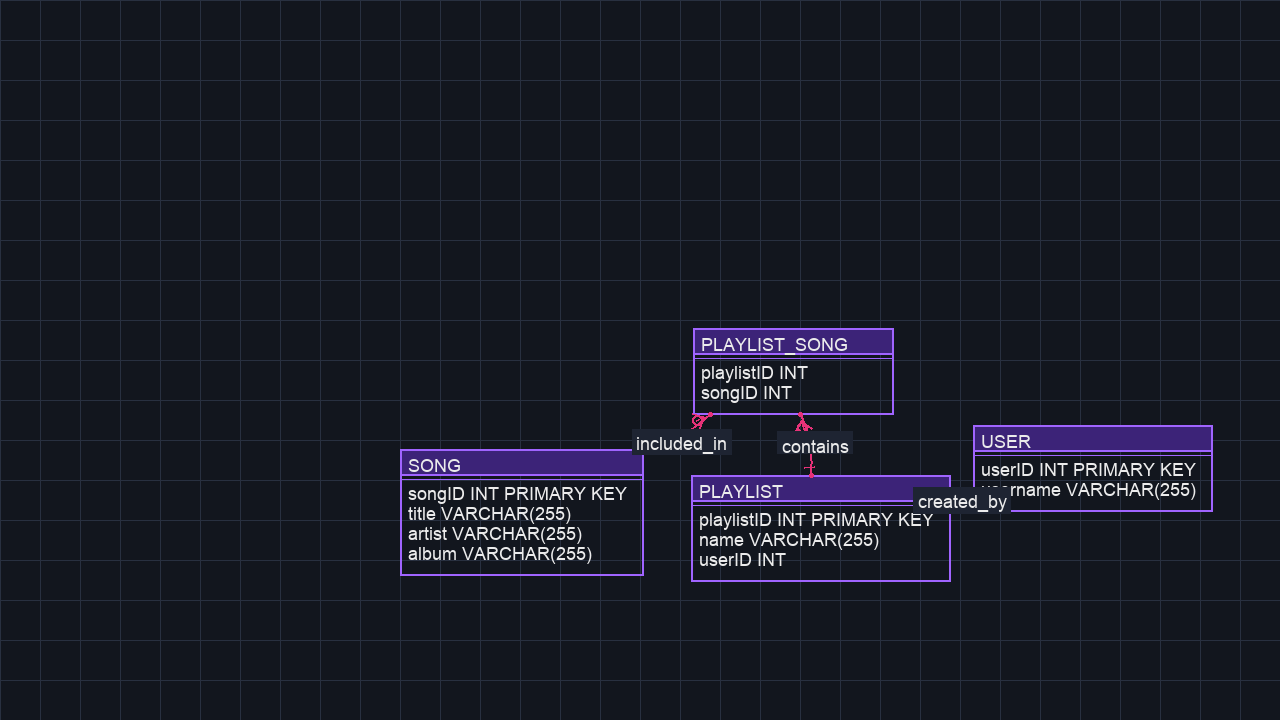 PLAYLIST_SONG
playlistID INT
songID INT
included_in
contains
SONG
songID INT PRIMARY KEY
title VARCHAR(255)
artist VARCHAR(255)
album VARCHAR(255)
PLAYLIST
playlistID INT PRIMARY KEY
name VARCHAR(255)
userID INT
created_by
USER
userID INT PRIMARY KEY
username VARCHAR(255)